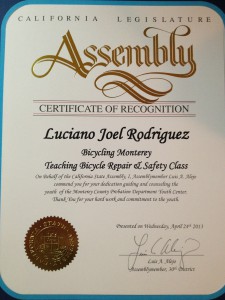 CALIFORNIA LEGISLATURE
Assembly
CERTIFICATE OF RECOGNITION
Luciano Joel Rodriguez
Bicycling Monterey
Teaching Bicycle Repair & Safety Class
On Behalf of the California State Assembly, I, Assemblymember Luis A. Alejo
commend you for your dedication guiding and counseling the
youth of the Monterey County Probation Department Youth Center.
Thank You for your hard work and commitment to the youth.
Presented on Wednesday, April 24th 2013
Luis A. Alejo
Assemblymember, 30th District